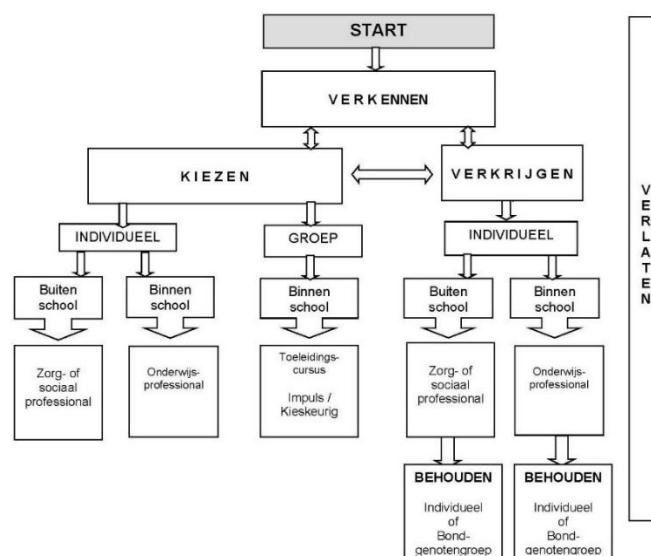 START
VERKENNEN
KIEZEN
VERKRIJGEN
INDIVIDUEEL
GROEP
INDIVIDUEEL
Buiten
school
Binnen
school
Binnen
school
Buiten
school
Binnen
school
Zorg- of
sociaal
professional
Onderwijs-
professional
Toeleidings-
cursus
Impuls /
Kieskeurig
Zorg- of
sociaal
professional
Onderwijs-
professional
BEHOUDEN
Individueel
of
Bond-
genotengroep
BEHOUDEN
Individueel
of
Bond-
genotengroep
VERLATEN